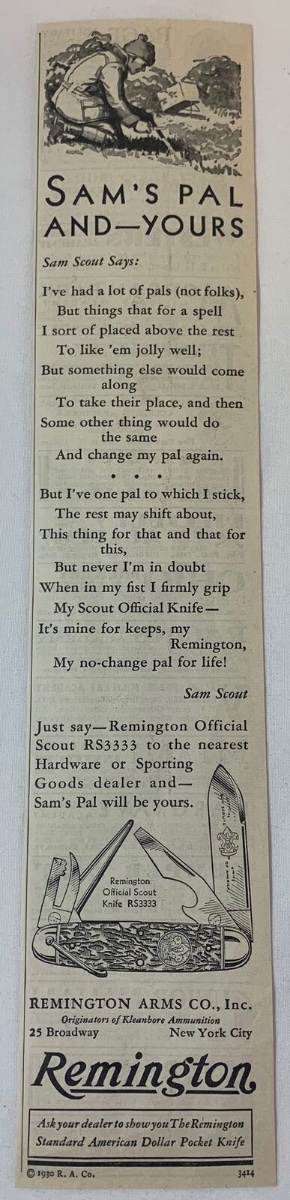 SAM'S PAL
AND—YOURS
Sam Scout Says:
I've had a lot of pals (not folks),
But things that for a spell
I sort of placed above the rest
To like 'em jolly well;
But something else would come
along
To take their place, and then
Some other thing would do
the same
And change my pal again.
• • •
But I've one pal to which I stick,
The rest may shift about,
This thing for that and that for
this,
But never I'm in doubt
When in my fist I firmly grip
My Scout Official Knife—
It's mine for keeps, my
Remington,
My no-change pal for life!
Sam Scout
Just say—Remington Official
Scout RS3333 to the nearest
Hardware or Sporting
Goods dealer and—
Sam's Pal will be yours.
Remington
Official Scout
Knife RS3333
REMINGTON ARMS CO., Inc.
Originators of Kleanbore Ammunition
25 Broadway New York City
Remington,
Ask your dealer to show you The Remington
Standard American Dollar Pocket Knife
© 1930 R. A. Co. 3414